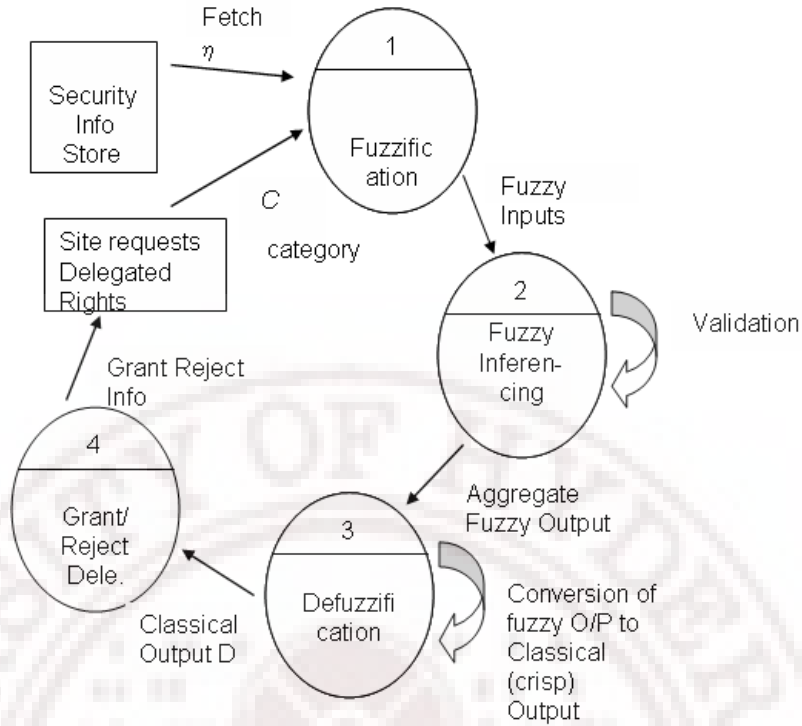 Fetch
η
1
Security
Info
Store
Fuzzific
ation
C
category
Fuzzy
Inputs
Site requests
Delegated
Rights
2
Fuzzy
Inferen-
cing
Validation
Grant Reject
Info
4
Grant/
Reject
Dele.
Aggregate
Fuzzy Output
3
Defuzzifi
cation
Classical
Output D
Conversion of
fuzzy O/P to
Classical
(crisp)
Output